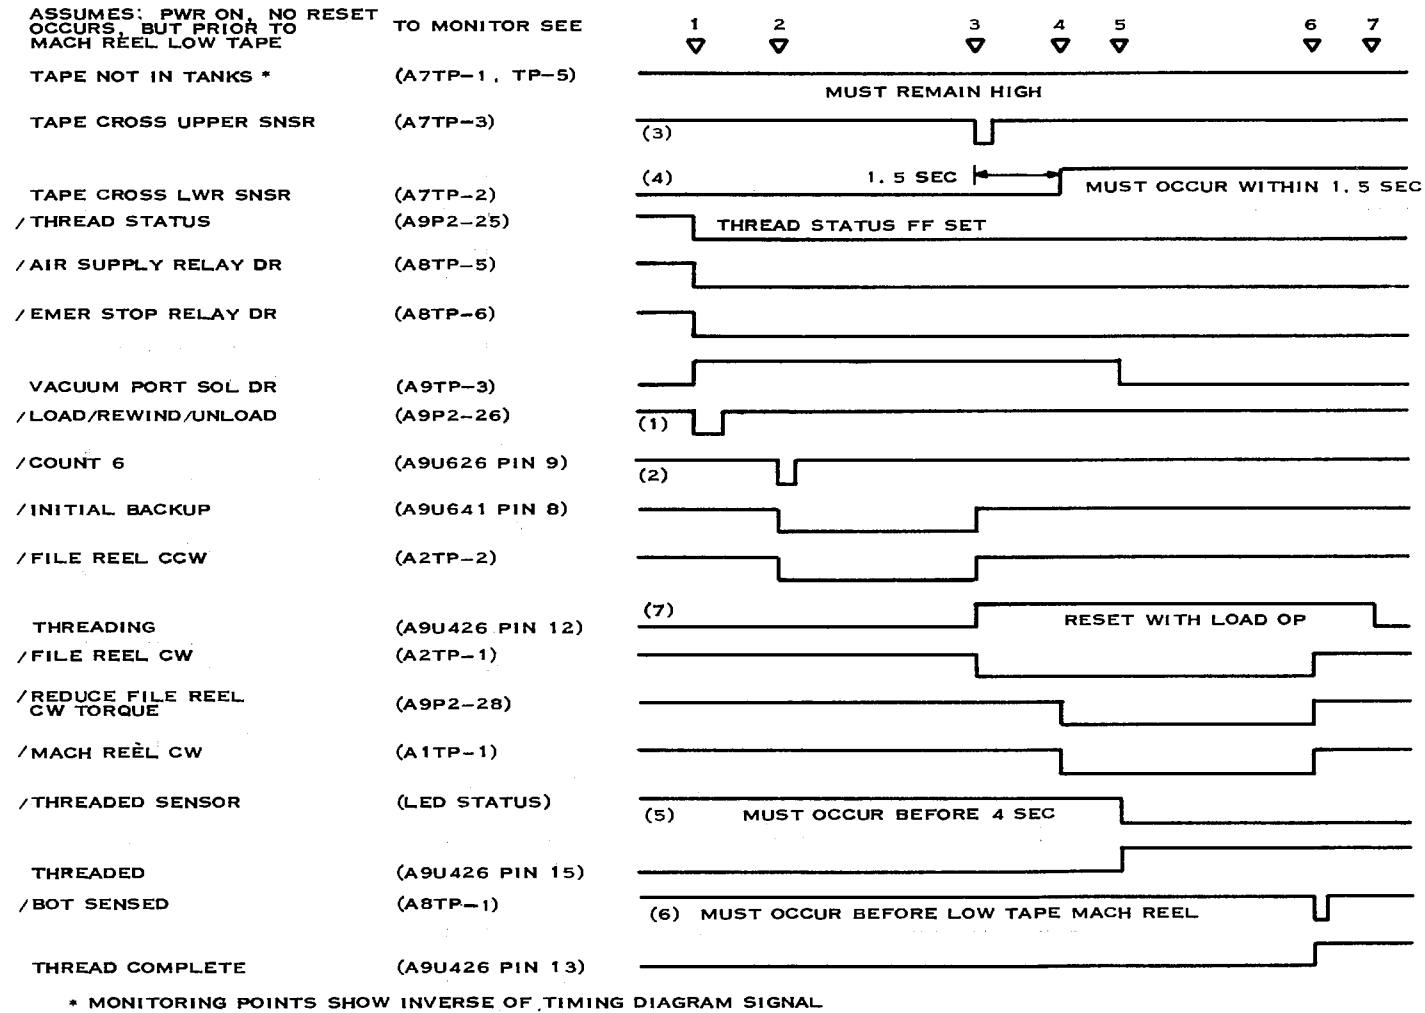 ASSUMES: PWR ON, NO RESET
OCCURS, BUT PRIOR TO
MACH REEL LOW TAPE
TO MONITOR SEE
1 2 3 4 5 6 7
TAPE NOT IN TANKS * (A7TP-1, TP-5)
MUST REMAIN HIGH
TAPE CROSS UPPER SNSR (A7TP-3) (3)
(4) 1.5 SEC
TAPE CROSS LWR SNSR (A7TP-2) MUST OCCUR WITHIN 1.5 SEC
/THREAD STATUS (A9P2-25) THREAD STATUS FF SET
/AIR SUPPLY RELAY DR (A8TP-5)
/EMER STOP RELAY DR (A8TP-6)
VACUUM PORT SOL DR (A9TP-3)
/LOAD/REWIND/UNLOAD (A9P2-26) (1)
/COUNT 6 (A9U626 PIN 9) (2)
/INITIAL BACKUP (A9U641 PIN 8)
/FILE REEL CCW (A2TP-2)
(7) RESET WITH LOAD OP
THREADING (A9U426 PIN 12)
/FILE REEL CW (A2TP-1)
/REDUCE FILE REEL
CW TORQUE (A9P2-28)
/MACH REEL CW (A1TP-1)
/THREADED SENSOR (LED STATUS) (5) MUST OCCUR BEFORE 4 SEC
THREADED (A9U426 PIN 15)
/BOT SENSED (A8TP-1) (6) MUST OCCUR BEFORE LOW TAPE MACH REEL
THREAD COMPLETE (A9U426 PIN 13)
* MONITORING POINTS SHOW INVERSE OF TIMING DIAGRAM SIGNAL